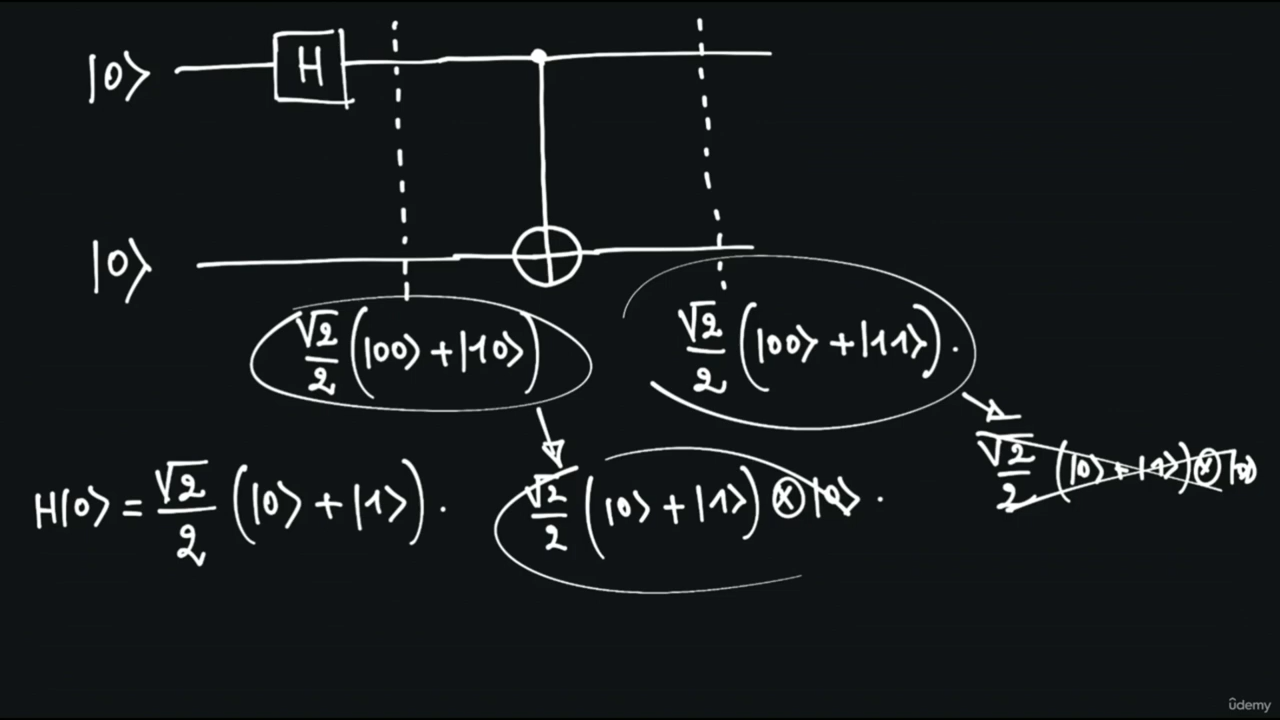 |0⟩ H
|0⟩
√2/2 (|00⟩ + |10⟩)
√2/2 (|00⟩ + |11⟩).
√2/2 (|0⟩ + |1⟩) ⊗ |0⟩
H|0⟩ = √2/2 (|0⟩ + |1⟩).
√2/2 (|0⟩ + |1⟩) ⊗ |0⟩.
ûdemy